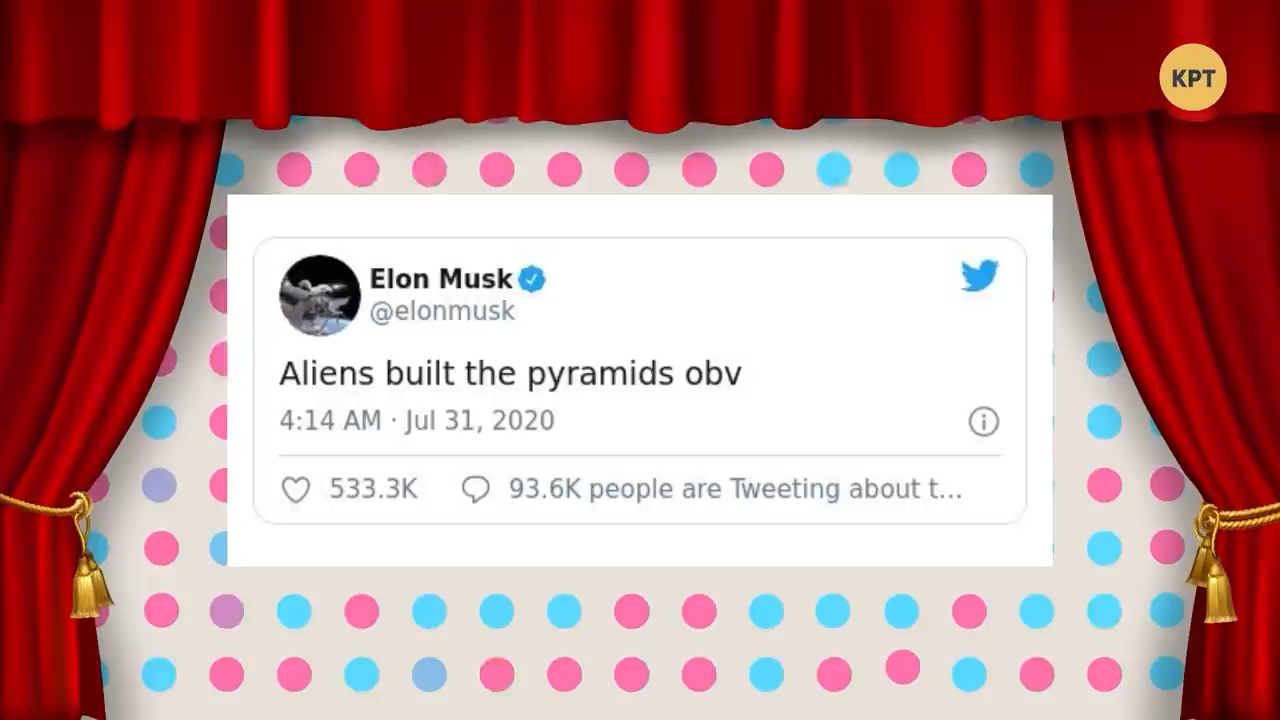 KPT
Elon Musk
@elonmusk
Aliens built the pyramids obv
4:14 AM · Jul 31, 2020
533.3K 93.6K people are Tweeting about t...